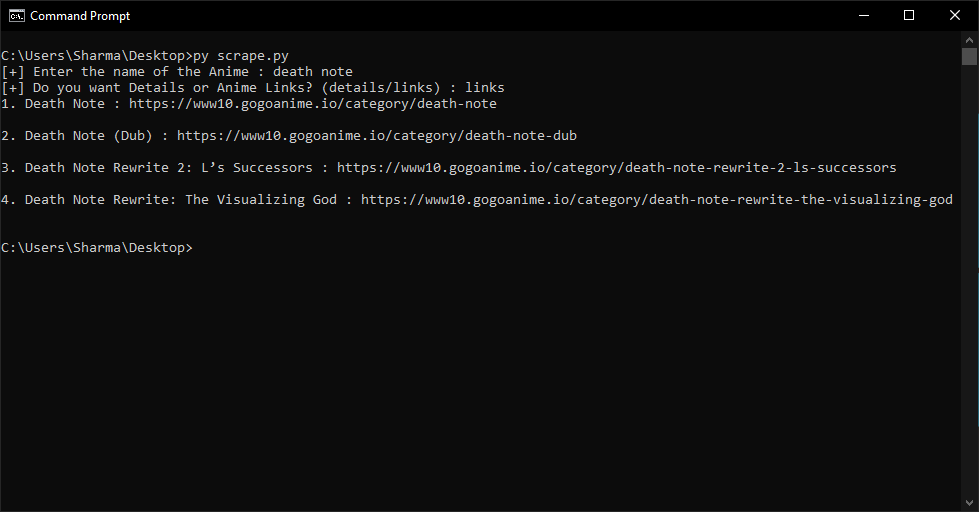 Command Prompt
C:\Users\Sharma\Desktop>py scrape.py
[+] Enter the name of the Anime : death note
[+] Do you want Details or Anime Links? (details/links) : links
1. Death Note : https://www10.gogoanime.io/category/death-note
2. Death Note (Dub) : https://www10.gogoanime.io/category/death-note-dub
3. Death Note Rewrite 2: L’s Successors : https://www10.gogoanime.io/category/death-note-rewrite-2-ls-successors
4. Death Note Rewrite: The Visualizing God : https://www10.gogoanime.io/category/death-note-rewrite-the-visualizing-god
C:\Users\Sharma\Desktop>